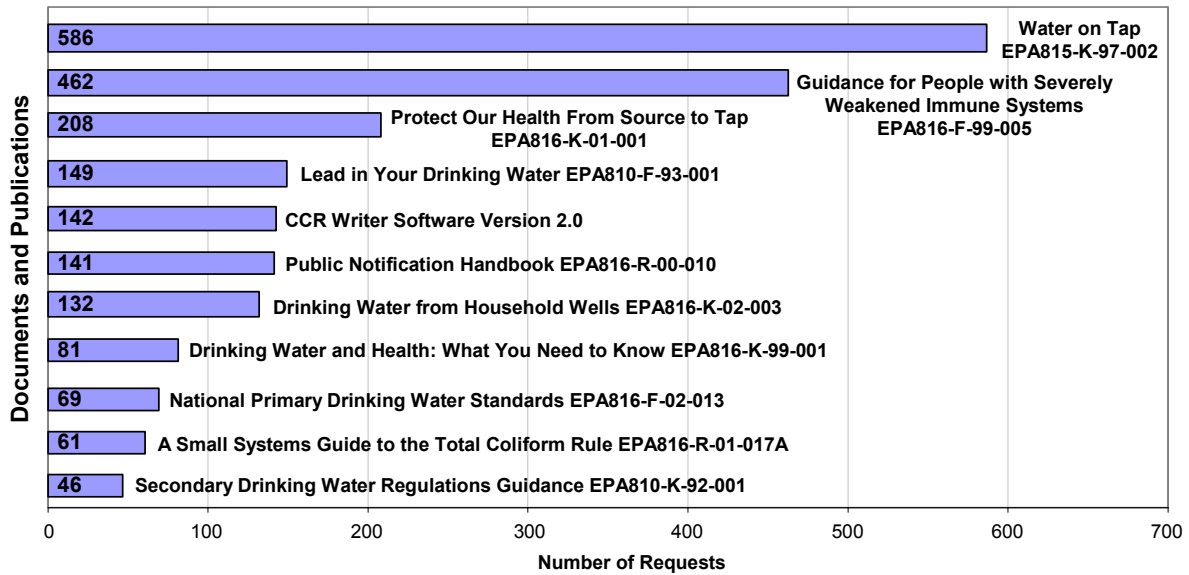 586
Water on Tap
EPA815-K-97-002
462
Guidance for People with Severely
Weakened Immune Systems
EPA816-F-99-005
208
Protect Our Health From Source to Tap
EPA816-K-01-001
149
Lead in Your Drinking Water EPA810-F-93-001
142
CCR Writer Software Version 2.0
141
Public Notification Handbook EPA816-R-00-010
132
Drinking Water from Household Wells EPA816-K-02-003
81
Drinking Water and Health: What You Need to Know EPA816-K-99-001
69
National Primary Drinking Water Standards EPA816-F-02-013
61
A Small Systems Guide to the Total Coliform Rule EPA816-R-01-017A
46
Secondary Drinking Water Regulations Guidance EPA810-K-92-001
Documents and Publications
0 100 200 300 400 500 600 700
Number of Requests